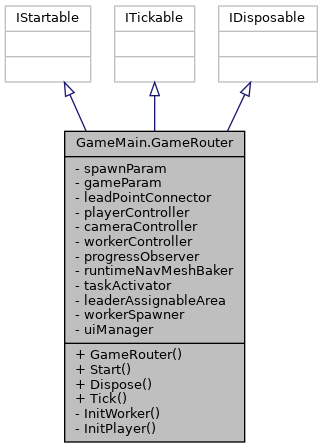 IStartable
ITickable
IDisposable
GameMain.GameRouter
- spawnParam
- gameParam
- leadPointConnector
- playerController
- cameraController
- workerController
- progressObserver
- runtimeNavMeshBaker
- taskActivator
- leaderAssignableArea
- workerSpawner
- uiManager
+ GameRouter()
+ Start()
+ Dispose()
+ Tick()
- InitWorker()
- InitPlayer()